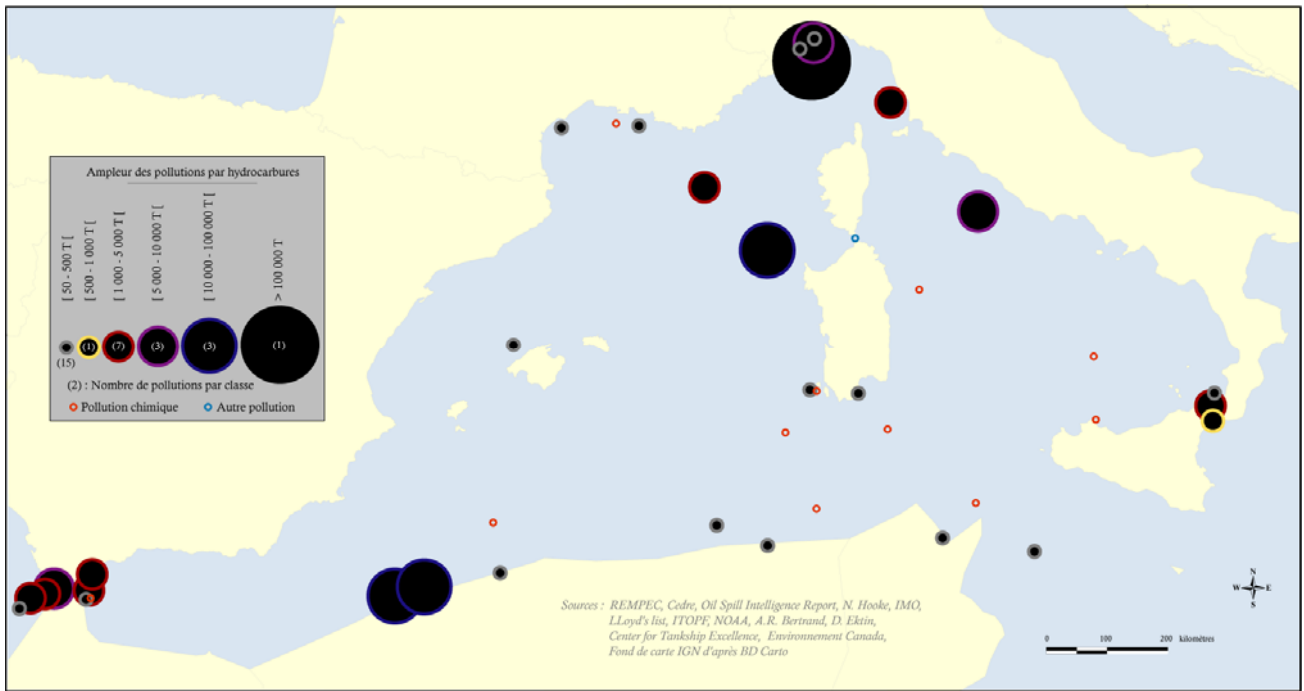 Ampleur des pollutions par hydrocarbures
[ 50 - 500 T [
[ 500 - 1 000 T [
[ 1 000 - 5 000 T [
[ 5 000 - 10 000 T [
[ 10 000 - 100 000 T [
> 100 000 T
(15)
(1)
(7)
(3)
(3)
(1)
(2) : Nombre de pollutions par classe
Pollution chimique
Autre pollution
Sources : REMPEC, Cedre, Oil Spill Intelligence Report, N. Hooke, IMO,
LLoyd's list, ITOPF, NOAA, A.R. Bertrand, D. Ektin,
Center for Tankship Excellence, Environnement Canada,
Fond de carte IGN d'après BD Carto
N
W E
S
0 100 200 kilométres